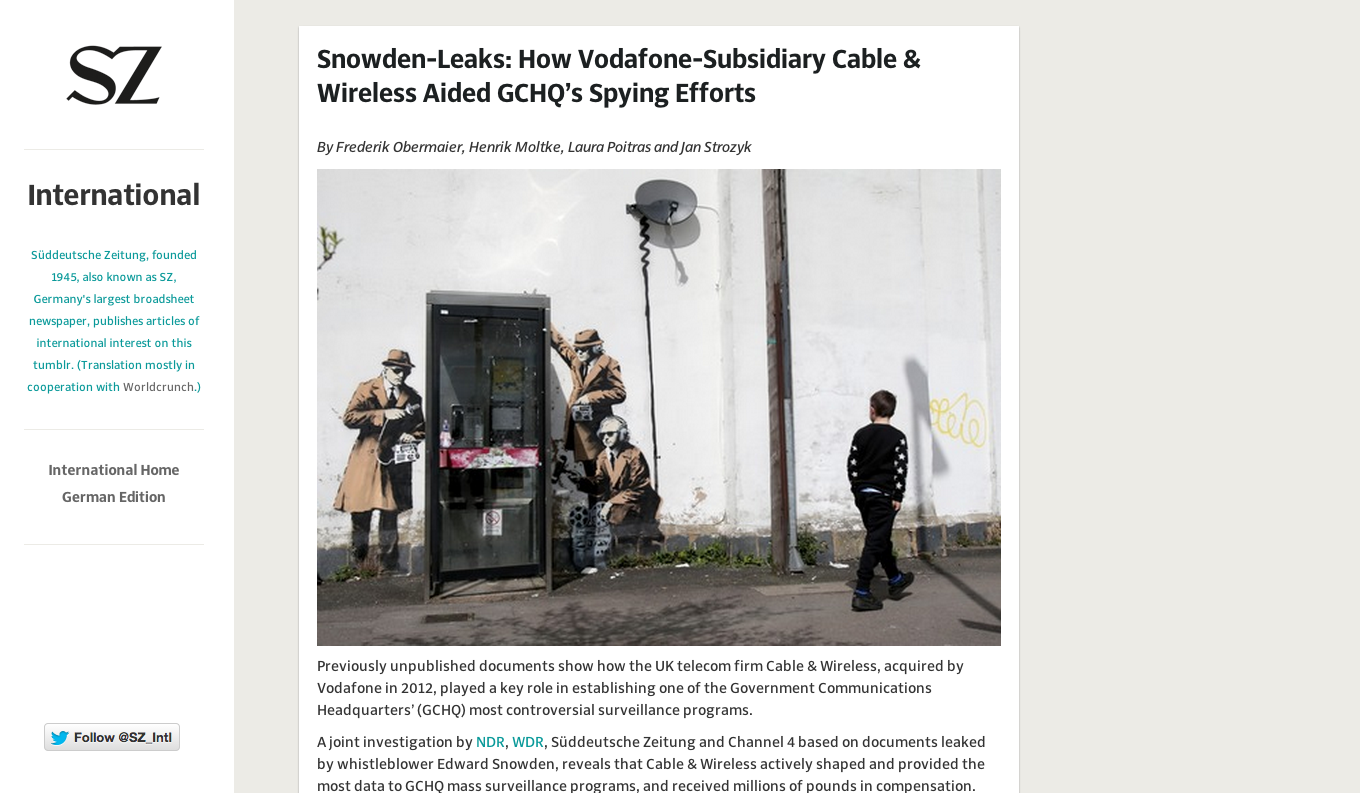 SZ
International
Süddeutsche Zeitung, founded
1945, also known as SZ,
Germany's largest broadsheet
newspaper, publishes articles of
international interest on this
tumblr. (Translation mostly in
cooperation with Worldcrunch.)
International Home
German Edition
Follow @SZ_Intl
Snowden-Leaks: How Vodafone-Subsidiary Cable &
Wireless Aided GCHQ’s Spying Efforts
By Frederik Obermaier, Henrik Moltke, Laura Poitras and Jan Strozyk
Previously unpublished documents show how the UK telecom firm Cable & Wireless, acquired by
Vodafone in 2012, played a key role in establishing one of the Government Communications
Headquarters’ (GCHQ) most controversial surveillance programs.
A joint investigation by NDR, WDR, Süddeutsche Zeitung and Channel 4 based on documents leaked
by whistleblower Edward Snowden, reveals that Cable & Wireless actively shaped and provided the
most data to GCHQ mass surveillance programs, and received millions of pounds in compensation.